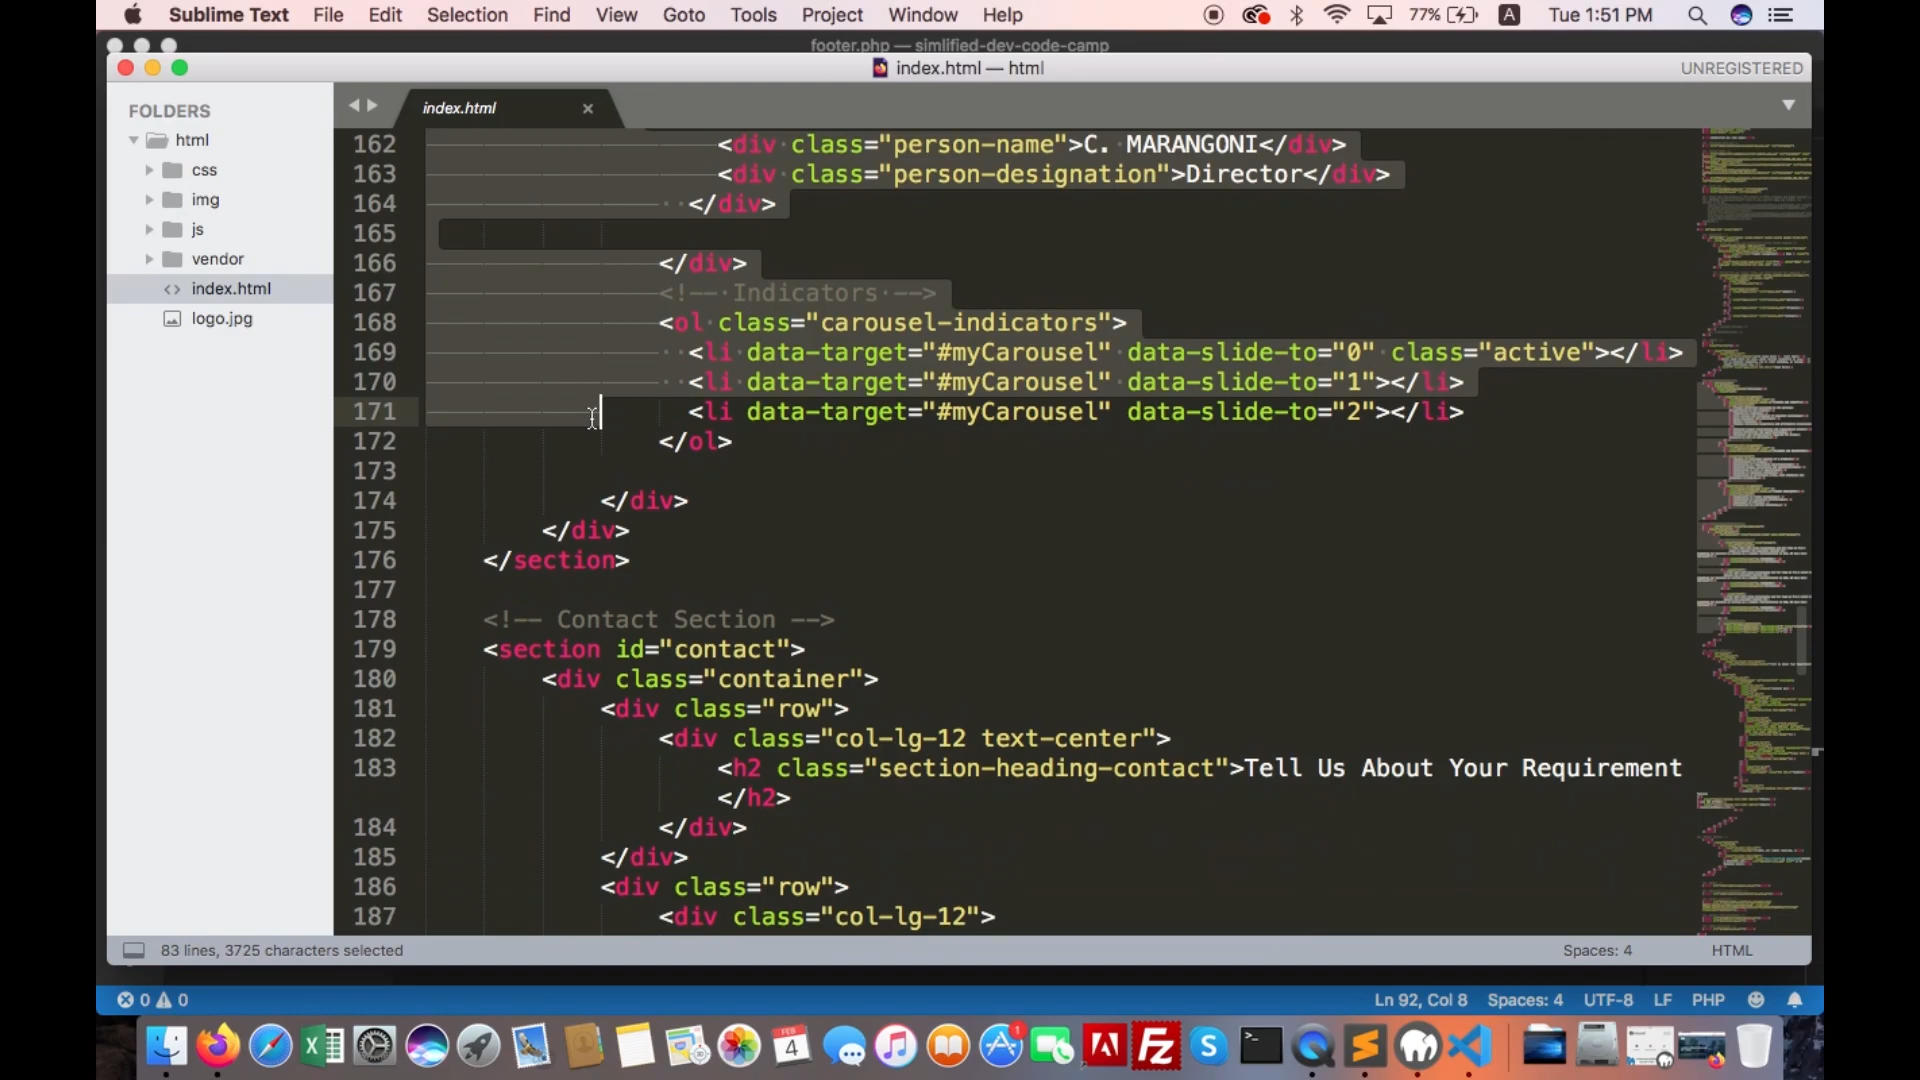 Sublime Text File Edit Selection Find View Goto Tools Project Window Help 77% A Tue 1:51 PM
footer.php — simlified-dev-code-camp
index.html — html UNREGISTERED
FOLDERS
html
css
img
js
vendor
<> index.html
logo.jpg
index.html ×
162 <div class="person-name">C. MARANGONI</div>
163 <div class="person-designation">Director</div>
164 </div>
165
166 </div>
167 <!-- Indicators -->
168 <ol class="carousel-indicators">
169 <li data-target="#myCarousel" data-slide-to="0" class="active"></li>
170 <li data-target="#myCarousel" data-slide-to="1"></li>
171 <li data-target="#myCarousel" data-slide-to="2"></li>
172 </ol>
173
174 </div>
175 </div>
176 </section>
177
178 <!-- Contact Section -->
179 <section id="contact">
180 <div class="container">
181 <div class="row">
182 <div class="col-lg-12 text-center">
183 <h2 class="section-heading-contact">Tell Us About Your Requirement
</h2>
184 </div>
185 </div>
186 <div class="row">
187 <div class="col-lg-12">
83 lines, 3725 characters selected Spaces: 4 HTML
0 0 Ln 92, Col 8 Spaces: 4 UTF-8 LF PHP
FEB
4
1